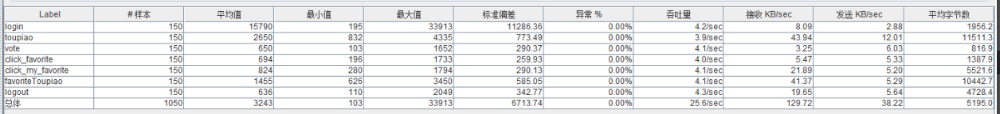 Label # 样本 平均值 最小值 最大值 标准偏差 异常 % 吞吐量 接收 KB/sec 发送 KB/sec 平均字节数
login 150 15790 195 33913 11286.36 0.00% 4.2/sec 8.09 2.88 1956.2
toupiao 150 2650 832 4335 773.49 0.00% 3.9/sec 43.94 12.01 11511.3
vote 150 650 103 1652 290.37 0.00% 4.1/sec 3.25 6.03 816.9
click_favorite 150 694 196 1733 259.93 0.00% 4.0/sec 5.47 5.33 1387.9
click_my_favorite 150 824 280 1794 290.13 0.00% 4.1/sec 21.89 5.20 5521.6
favoriteToupiao 150 1455 626 3450 585.05 0.00% 4.1/sec 41.37 5.29 10442.7
logout 150 636 110 2049 342.77 0.00% 4.3/sec 19.65 5.64 4728.4
总体 1050 3243 103 33913 6713.74 0.00% 25.6/sec 129.72 38.22 5195.0